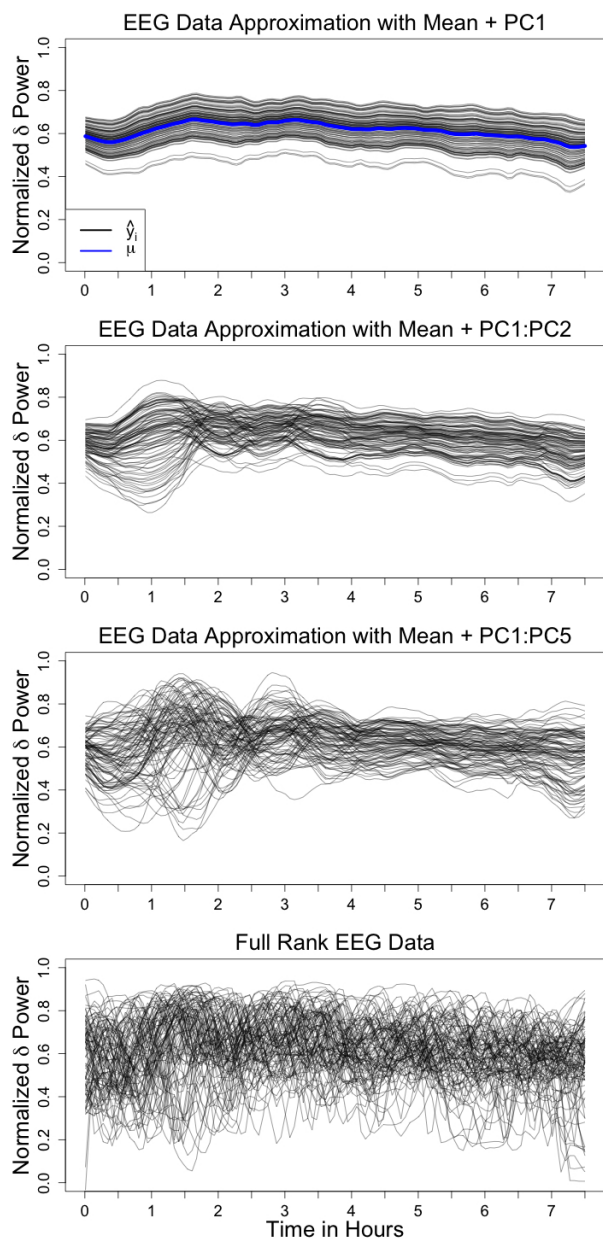 EEG Data Approximation with Mean + PC1
Normalized δ Power
1.0
0.8
0.6
0.4
0.2
0.0
ŷi
μ
0 1 2 3 4 5 6 7
EEG Data Approximation with Mean + PC1:PC2
Normalized δ Power
1.0
0.8
0.6
0.4
0.2
0.0
0 1 2 3 4 5 6 7
EEG Data Approximation with Mean + PC1:PC5
Normalized δ Power
1.0
0.8
0.6
0.4
0.2
0.0
0 1 2 3 4 5 6 7
Full Rank EEG Data
Normalized δ Power
1.0
0.8
0.6
0.4
0.2
0.0
0 1 2 3 4 5 6 7
Time in Hours